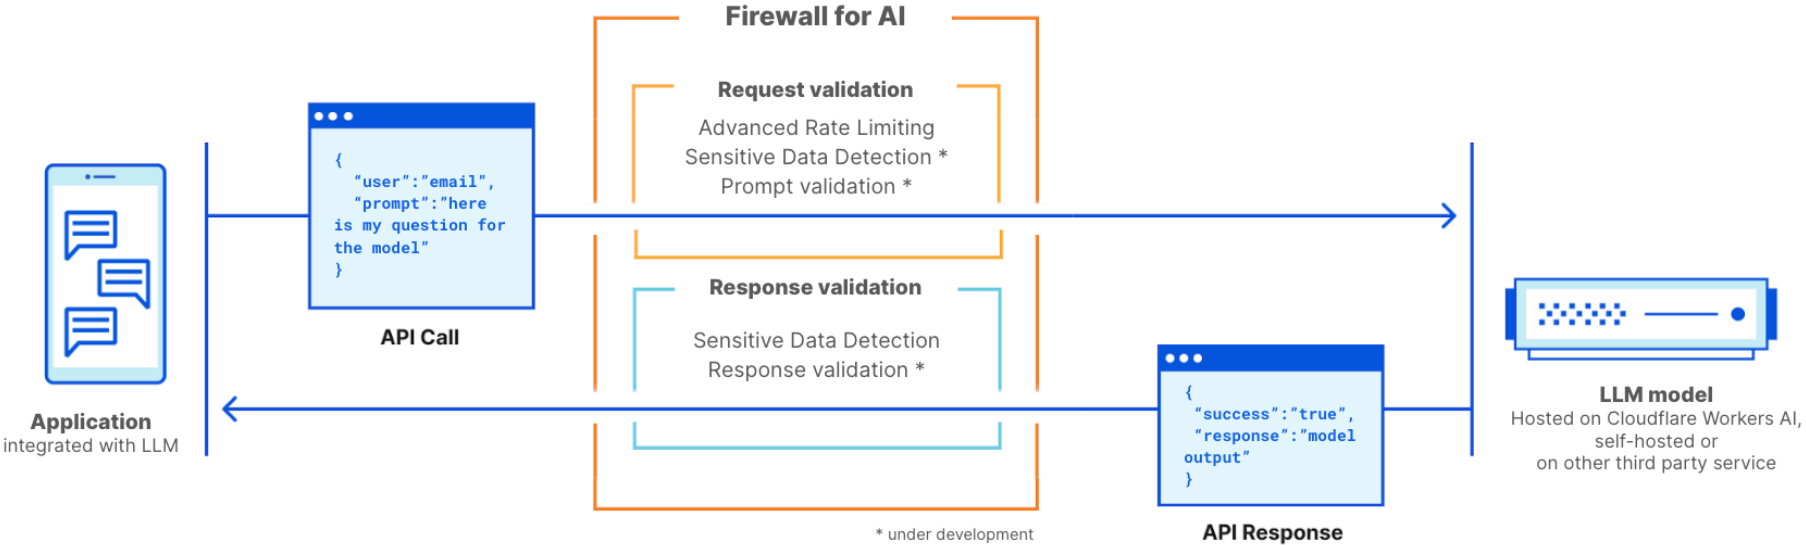 Firewall for AI
Request validation
Advanced Rate Limiting
Sensitive Data Detection *
Prompt validation *
{
“user”:”email”,
“prompt”:”here
is my question for
the model”
}
API Call
Response validation
Sensitive Data Detection
Response validation *
{
“success”:”true”,
“response”:”model
output”
}
API Response
Application
integrated with LLM
LLM model
Hosted on Cloudflare Workers AI,
self-hosted or
on other third party service
* under development